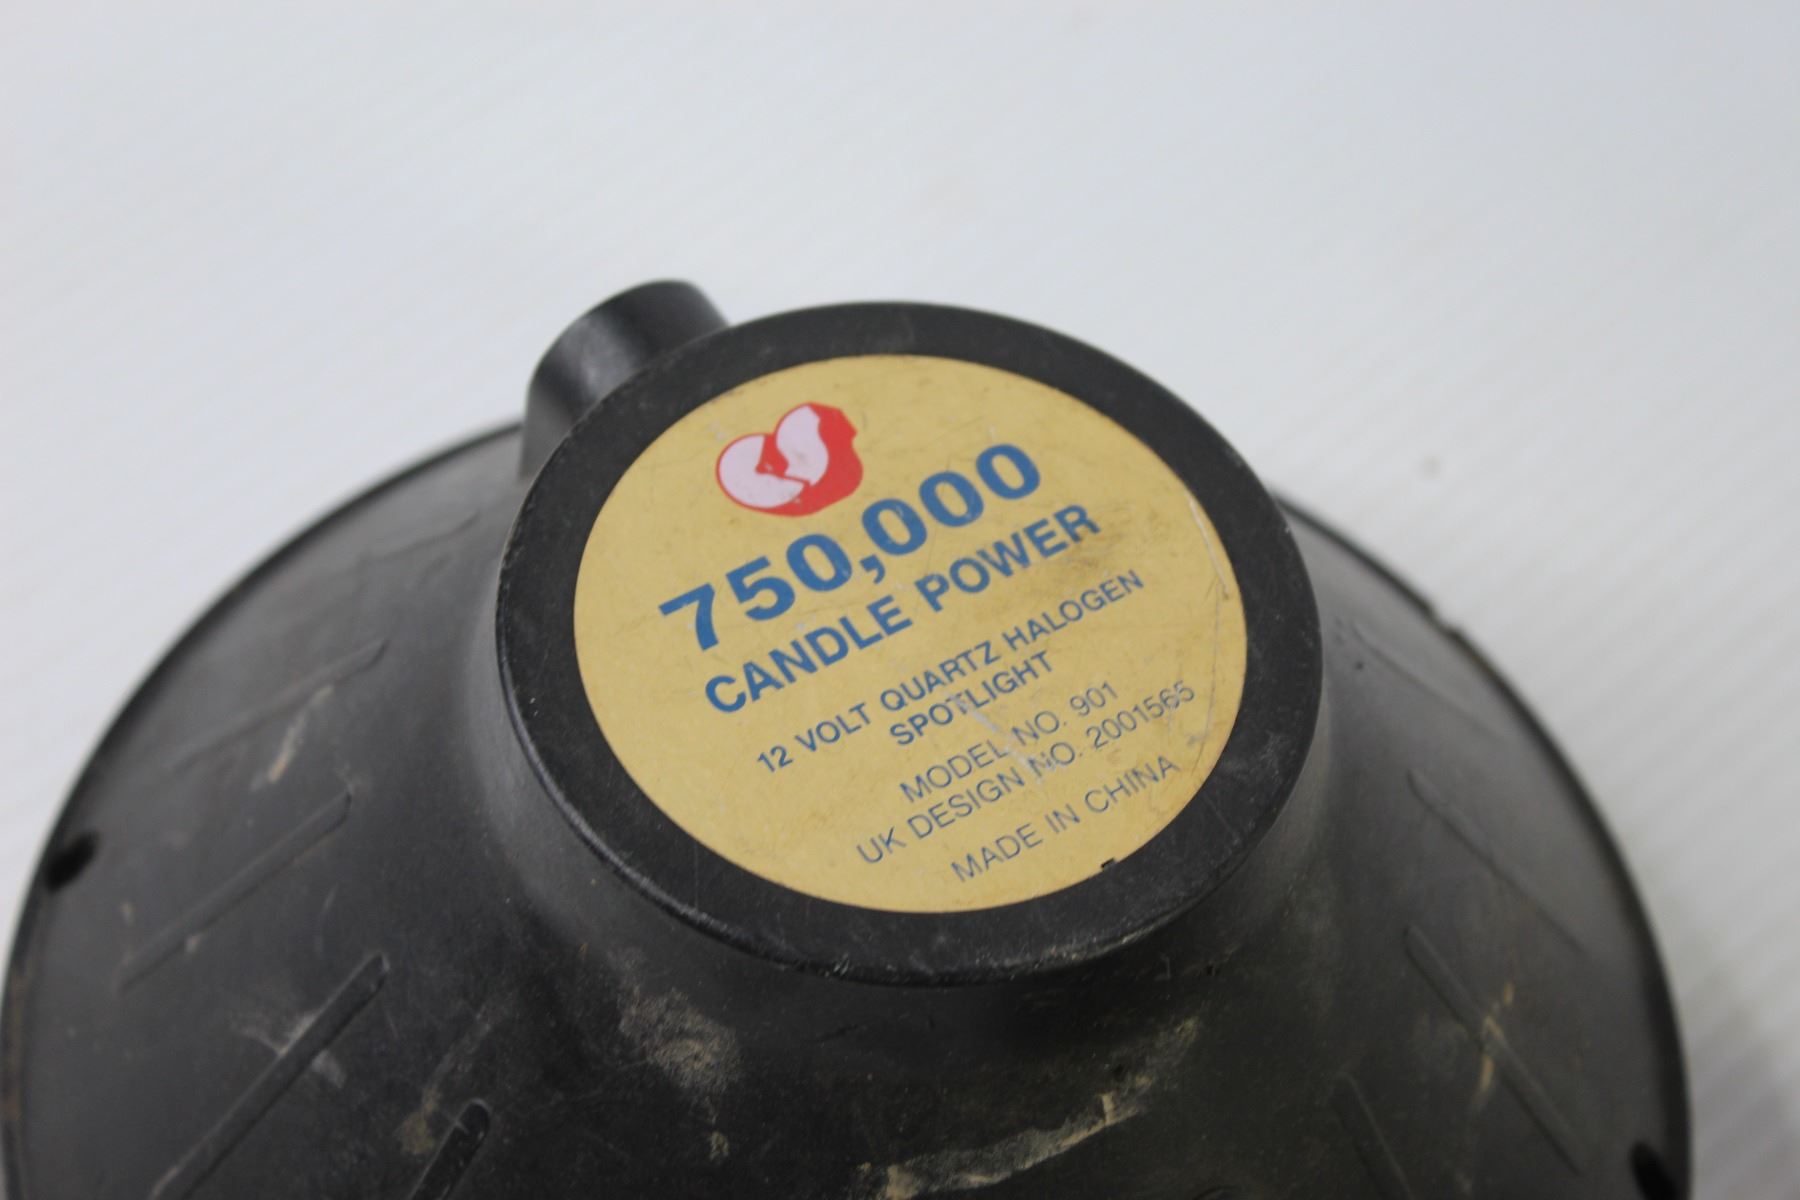 750,000
CANDLE POWER
12 VOLT QUARTZ HALOGEN
SPOTLIGHT
MODEL NO. 901
UK DESIGN NO. 2001565
MADE IN CHINA